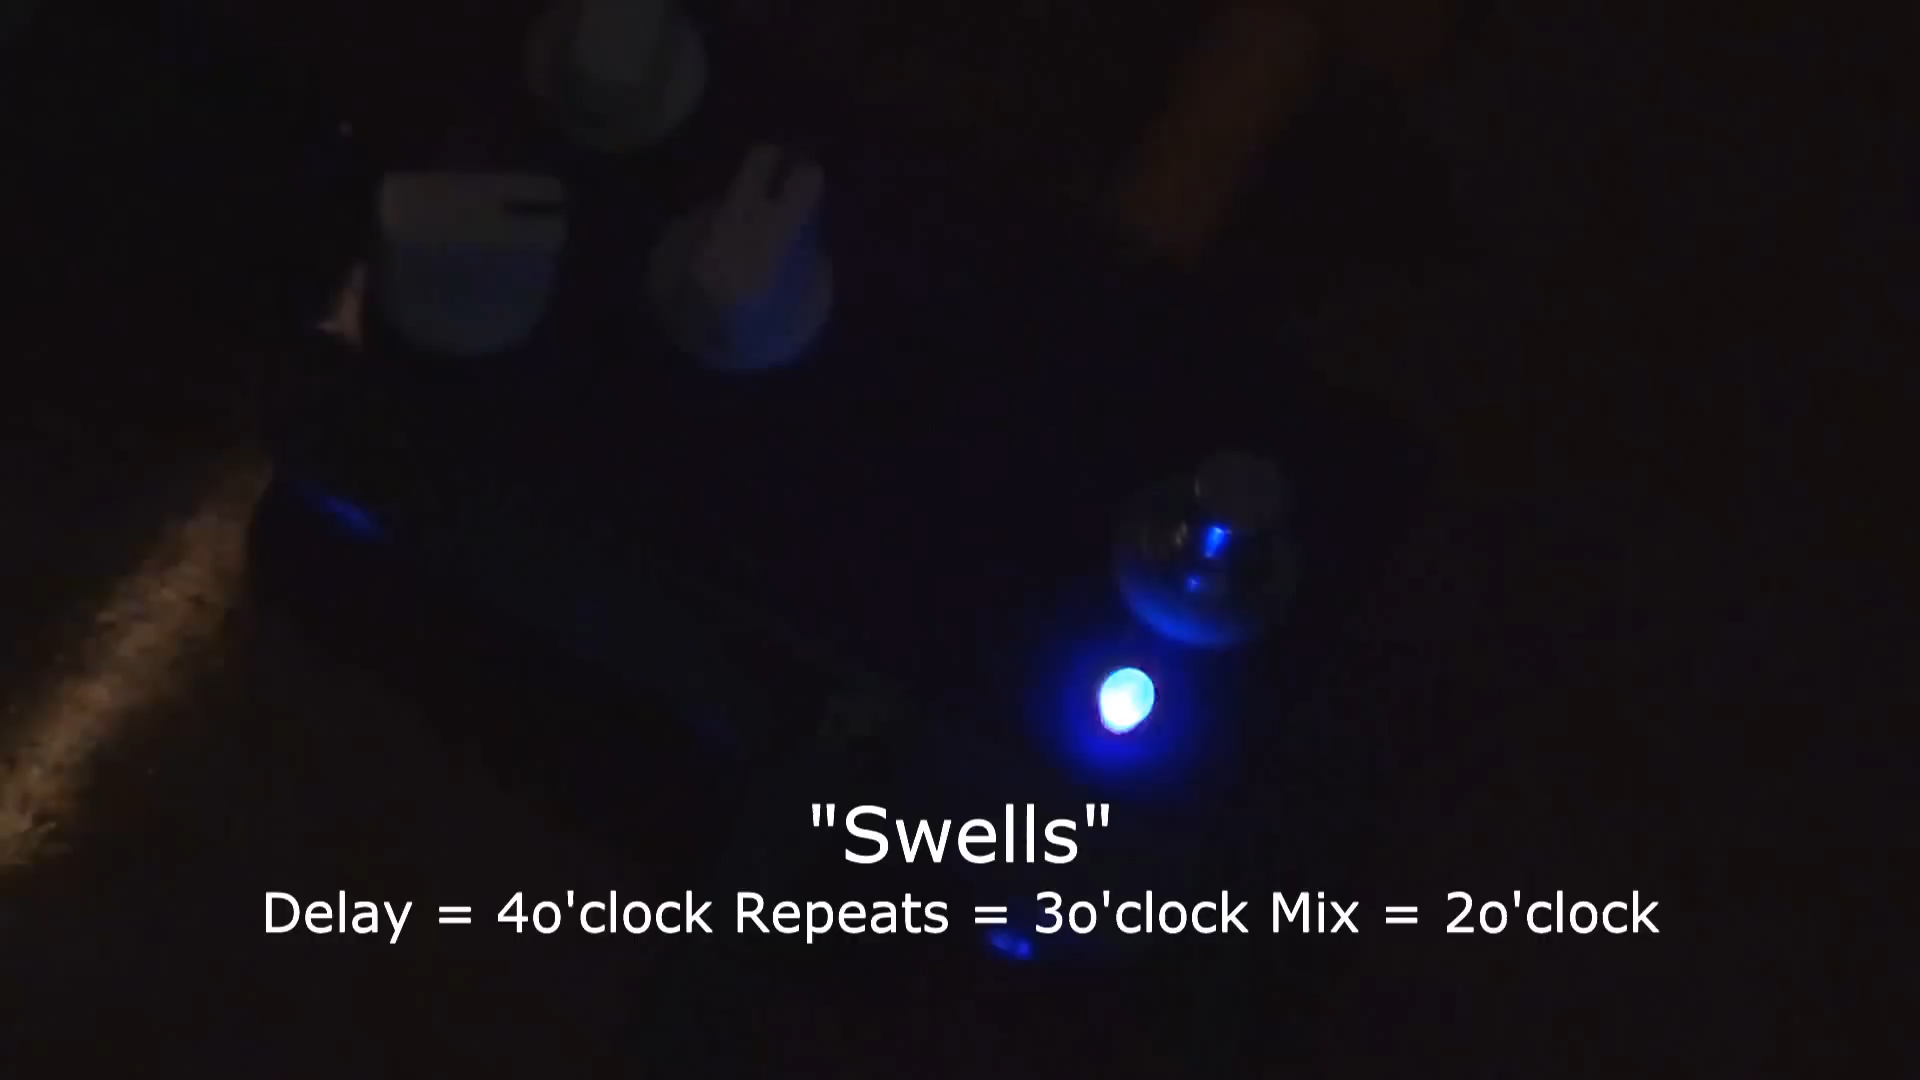 "Swells"
Delay = 4o'clock Repeats = 3o'clock Mix = 2o'clock